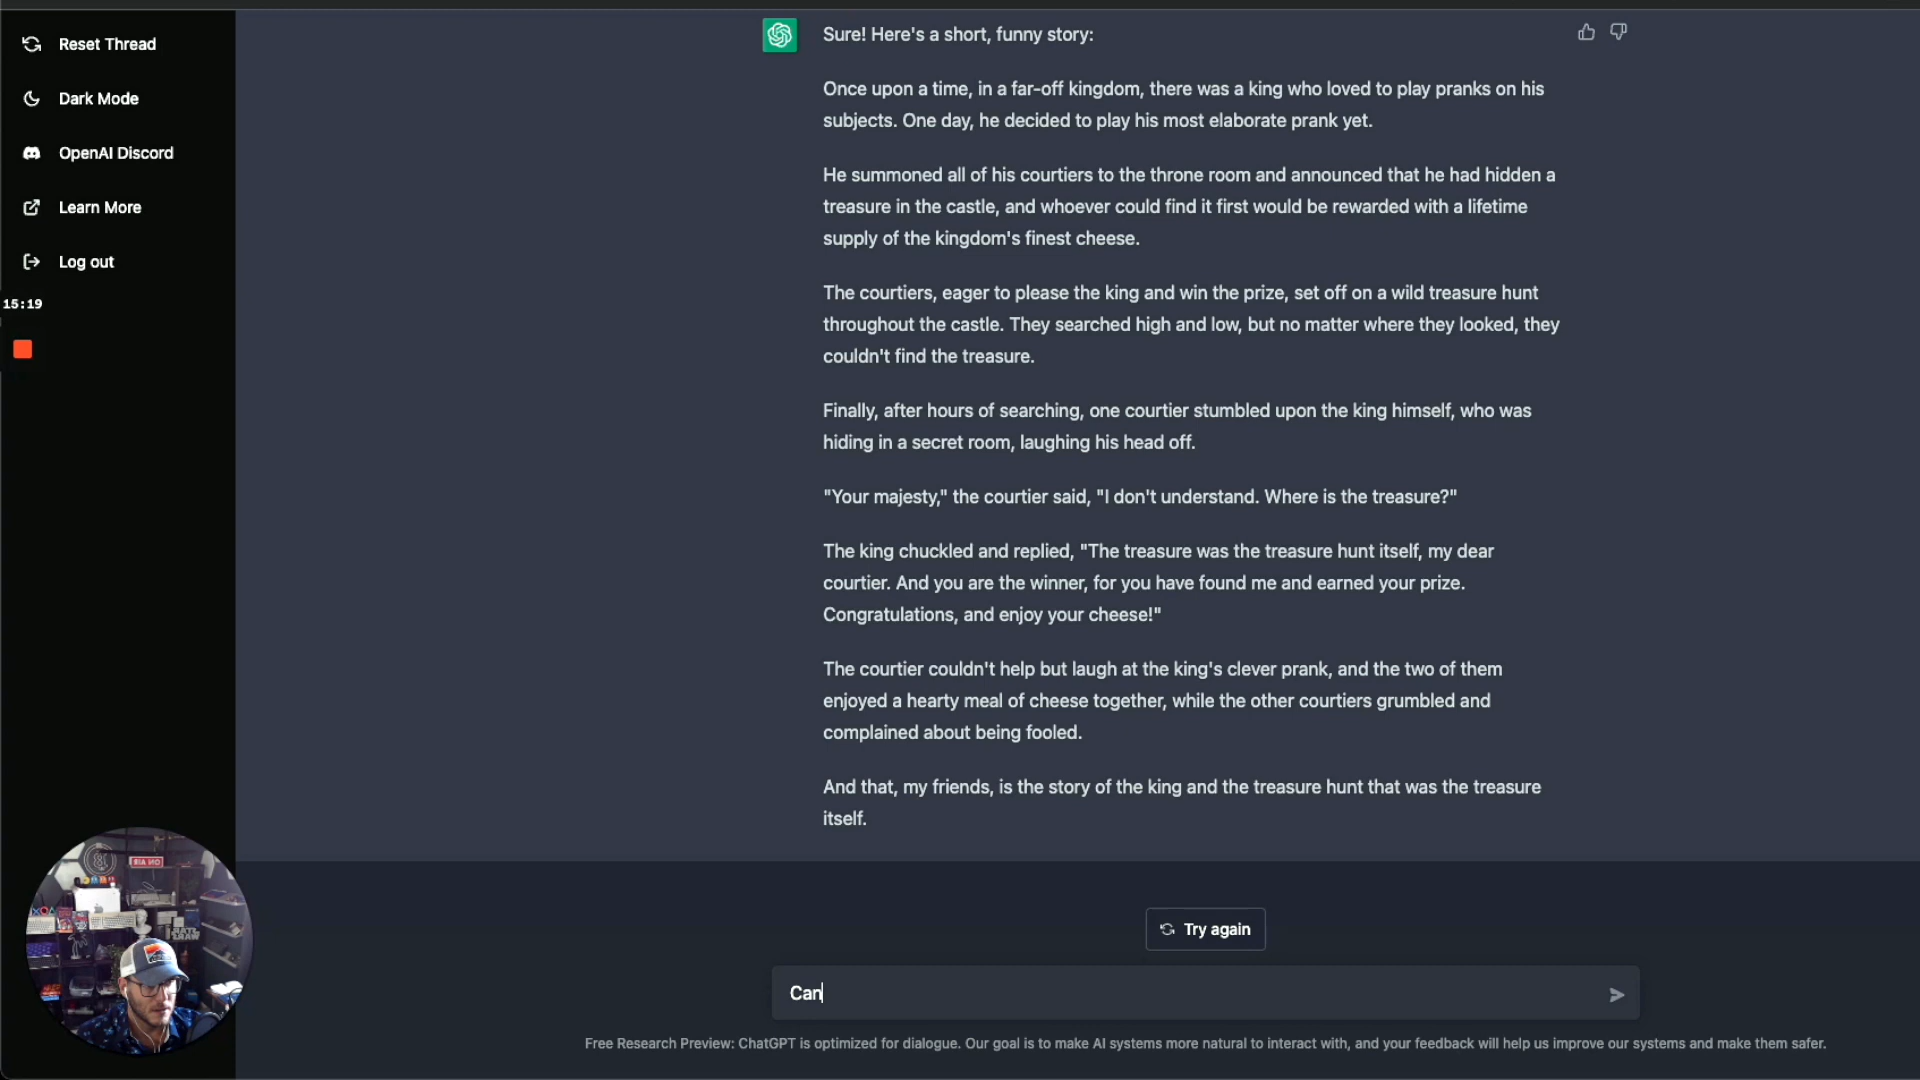 Reset Thread
Dark Mode
OpenAI Discord
Learn More
Log out
15:19
Sure! Here's a short, funny story:
Once upon a time, in a far-off kingdom, there was a king who loved to play pranks on his
subjects. One day, he decided to play his most elaborate prank yet.
He summoned all of his courtiers to the throne room and announced that he had hidden a
treasure in the castle, and whoever could find it first would be rewarded with a lifetime
supply of the kingdom's finest cheese.
The courtiers, eager to please the king and win the prize, set off on a wild treasure hunt
throughout the castle. They searched high and low, but no matter where they looked, they
couldn't find the treasure.
Finally, after hours of searching, one courtier stumbled upon the king himself, who was
hiding in a secret room, laughing his head off.
"Your majesty," the courtier said, "I don't understand. Where is the treasure?"
The king chuckled and replied, "The treasure was the treasure hunt itself, my dear
courtier. And you are the winner, for you have found me and earned your prize.
Congratulations, and enjoy your cheese!"
The courtier couldn't help but laugh at the king's clever prank, and the two of them
enjoyed a hearty meal of cheese together, while the other courtiers grumbled and
complained about being fooled.
And that, my friends, is the story of the king and the treasure hunt that was the treasure
itself.
Try again
Can
Free Research Preview: ChatGPT is optimized for dialogue. Our goal is to make AI systems more natural to interact with, and your feedback will help us improve our systems and make them safer.
ON AIR
STAR
WARS